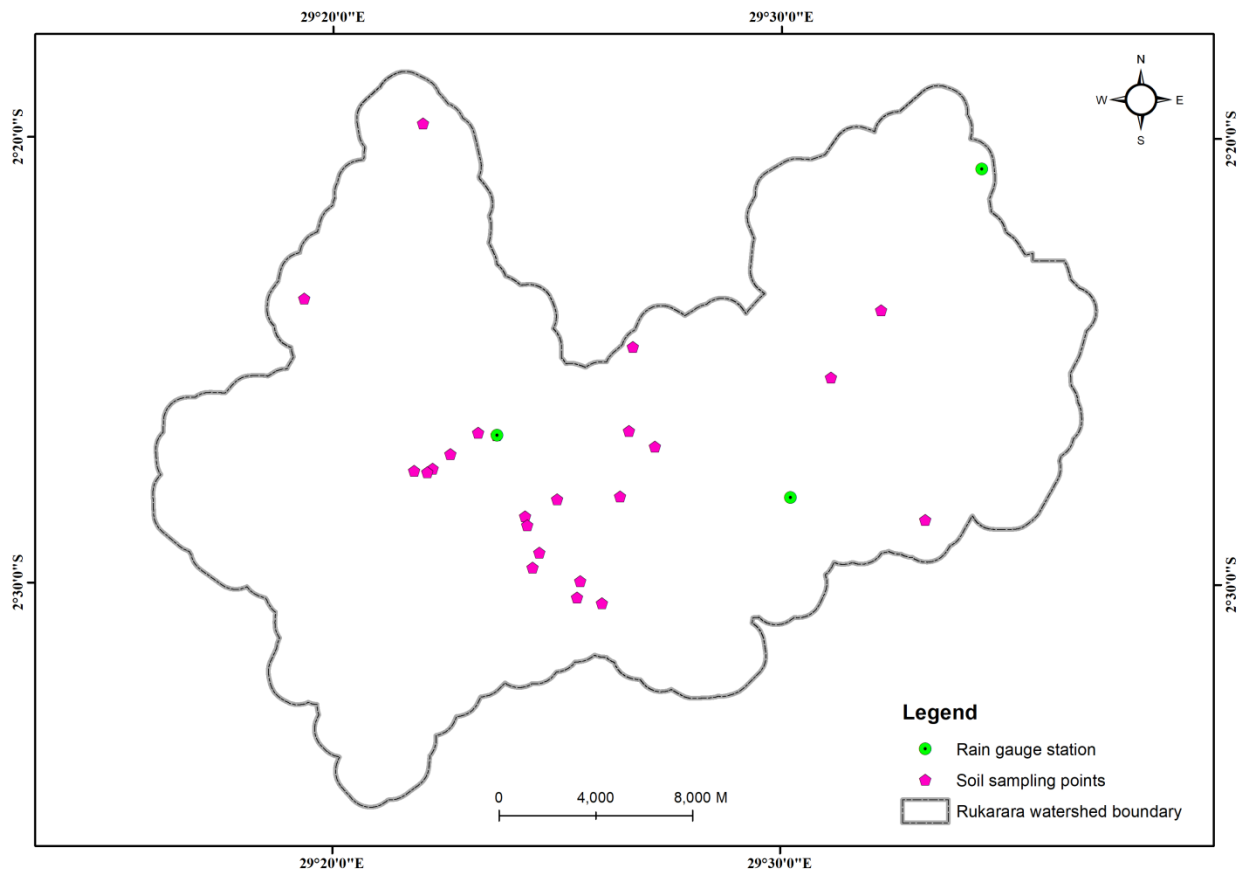 29°20'0"E 29°30'0"E
N
W E
S
2°20'0"S 2°20'0"S
2°30'0"S 2°30'0"S
Legend
Rain gauge station
Soil sampling points
Rukarara watershed boundary
0 4,000 8,000 M
29°20'0"E 29°30'0"E